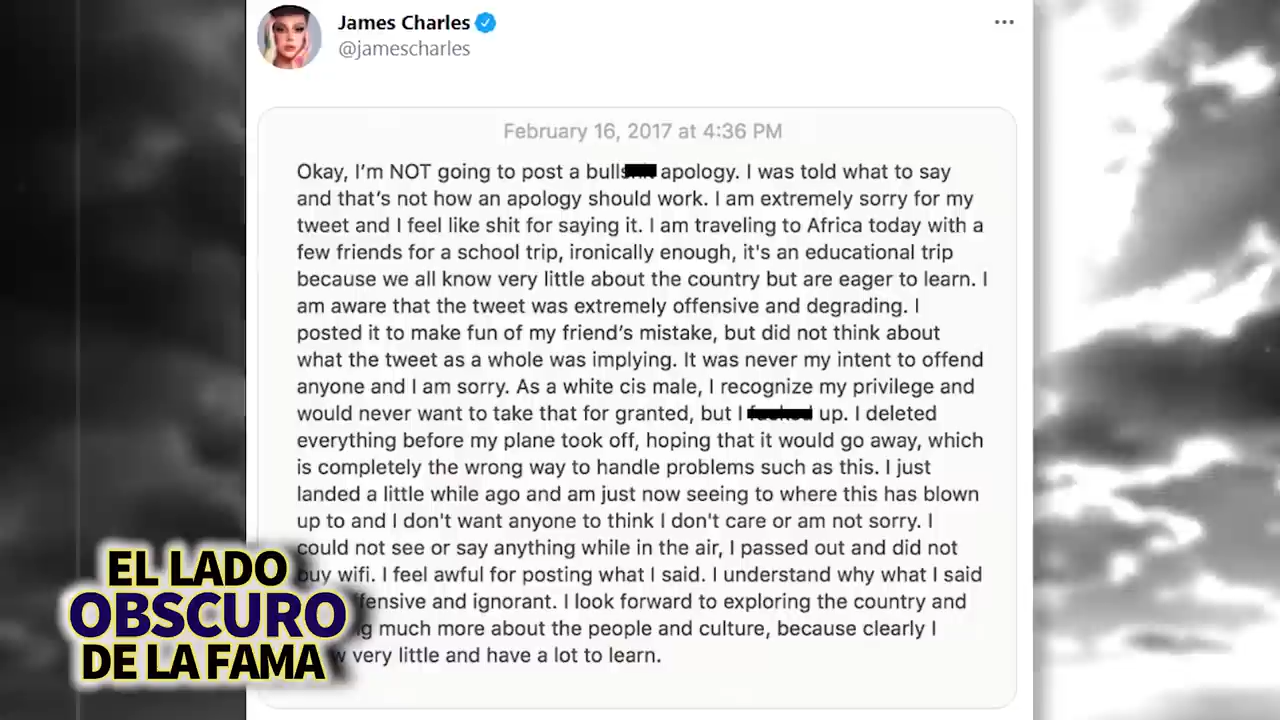 James Charles
@jamescharles
February 16, 2017 at 4:36 PM
Okay, I'm NOT going to post a bulls apology. I was told what to say
and that's not how an apology should work. I am extremely sorry for my
tweet and I feel like shit for saying it. I am traveling to Africa today with a
few friends for a school trip, ironically enough, it's an educational trip
because we all know very little about the country but are eager to learn. I
am aware that the tweet was extremely offensive and degrading. I
posted it to make fun of my friend's mistake, but did not think about
what the tweet as a whole was implying. It was never my intent to offend
anyone and I am sorry. As a white cis male, I recognize my privilege and
would never want to take that for granted, but I up. I deleted
everything before my plane took off, hoping that it would go away, which
is completely the wrong way to handle problems such as this. I just
landed a little while ago and am just now seeing to where this has blown
up to and I don't want anyone to think I don't care or am not sorry. I
could not see or say anything while in the air, I passed out and did not
buy wifi. I feel awful for posting what I said. I understand why what I said
ffensive and ignorant. I look forward to exploring the country and
g much more about the people and culture, because clearly I
w very little and have a lot to learn.
EL LADO
OBSCURO
DE LA FAMA